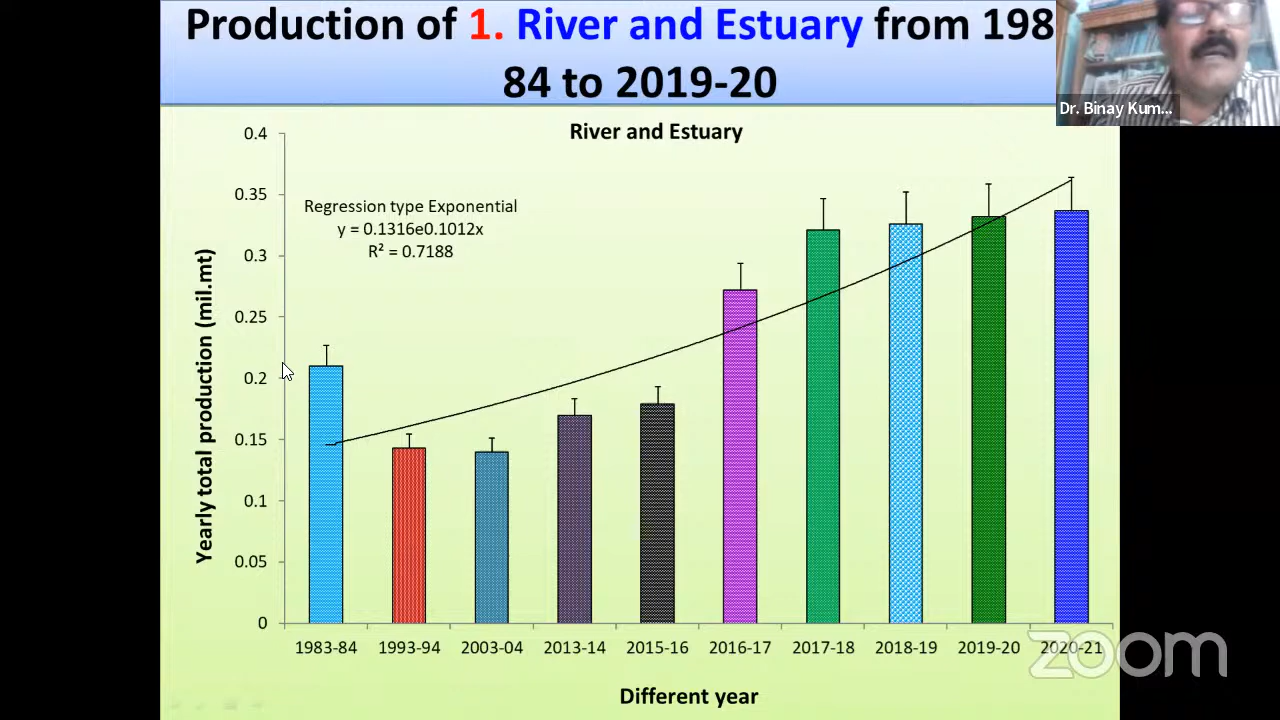 Production of 1. River and Estuary from 198
84 to 2019-20
Dr. Binay Kum...
River and Estuary
0.4
0.35
0.3
0.25
0.2
0.15
0.1
0.05
0
Regression type Exponential
y = 0.1316e0.1012x
R² = 0.7188
Yearly total production (mil.mt)
1983-84 1993-94 2003-04 2013-14 2015-16 2016-17 2017-18 2018-19 2019-20 2020-21
zoom
Different year